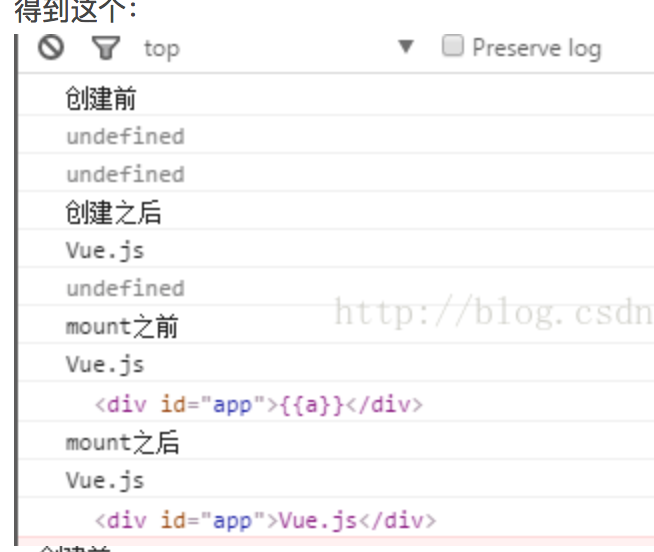 得到这个：
top ▼ Preserve log
创建前
undefined
undefined
创建之后
Vue.js
undefined
http://blog.csdn
mount之前
Vue.js
<div id="app">{{a}}</div>
mount之后
Vue.js
<div id="app">Vue.js</div>